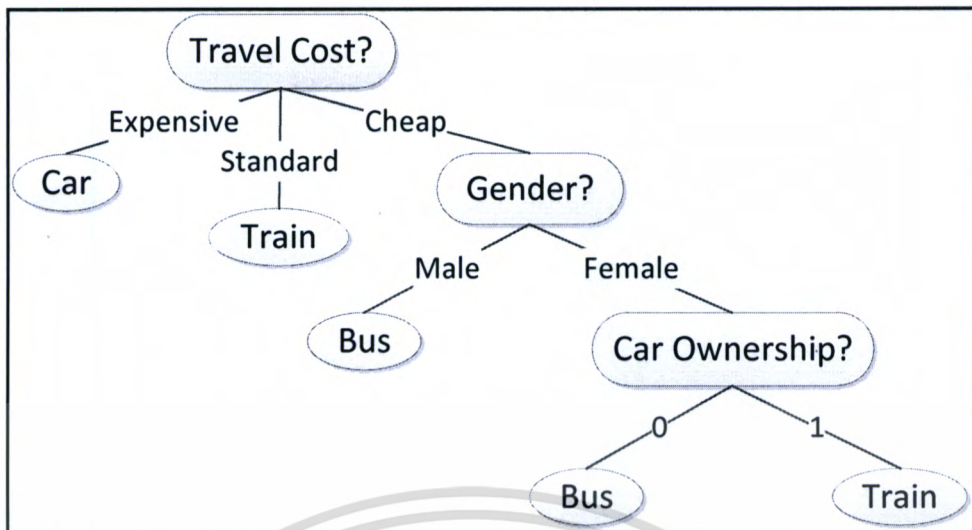 Travel Cost?
Expensive
Cheap
Standard
Car
Gender?
Train
Male
Female
Bus
Car Ownership?
0
1
Bus
Train